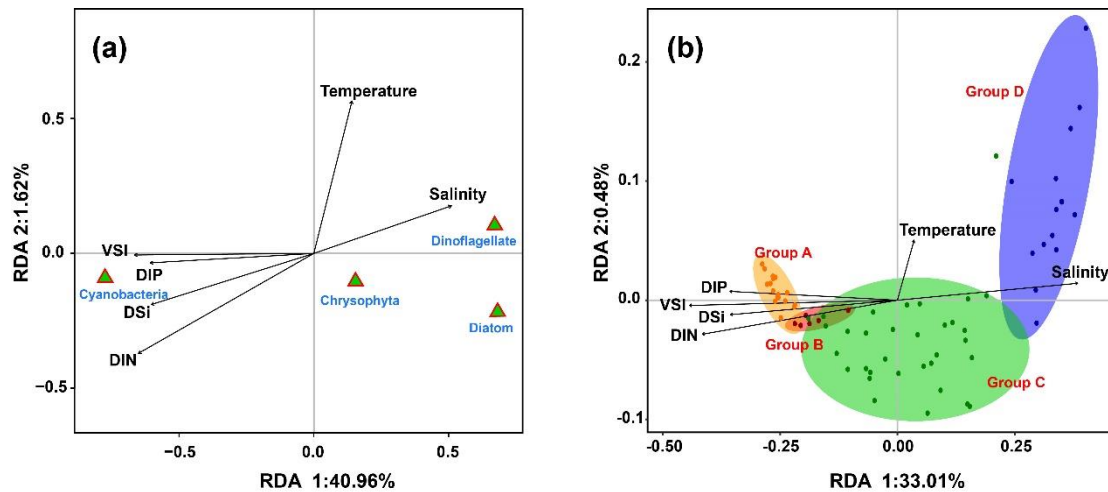 (a)
Temperature
Salinity
Dinoflagellate
VSI
DIP
Cyanobacteria
DSi
Chrysophyta
Diatom
DIN
0.5
0.0
−0.5
−0.5
0.0
0.5
RDA 2:1.62%
RDA 1:40.96%
(b)
Group D
Temperature
Group A
Salinity
DIP
VSI
DSi
DIN
Group B
Group C
0.2
0.1
0.0
-0.1
-0.50
-0.25
0.00
0.25
RDA 2:0.48%
RDA 1:33.01%